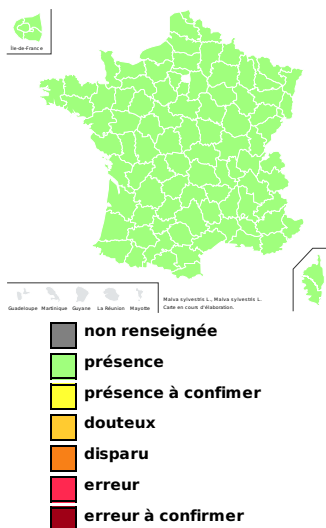 Île-de-France
Guadeloupe Martinique Guyane La Réunion Mayotte
Malva sylvestris L., Malva sylvestris L.
Carte en cours d'élaboration.
non renseignée
présence
présence à confimer
douteux
disparu
erreur
erreur à confirmer